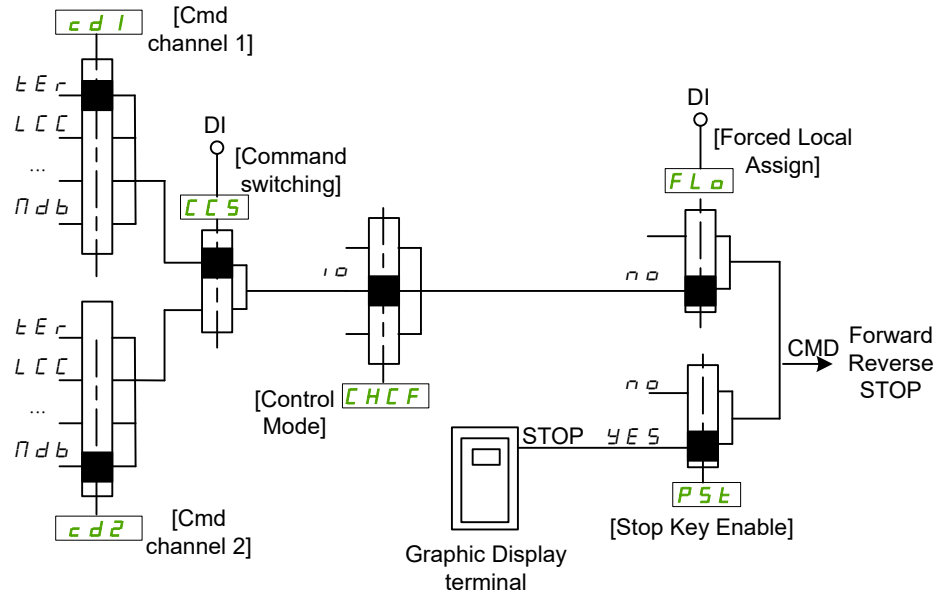 cd1
[Cmd
channel 1]
tEr
LCC
...
Mdb
DI
[Command
switching]
CCS
DI
[Forced Local
Assign]
FLo
io
no
tEr
LCC
...
Mdb
cd2
[Cmd
channel 2]
[Control
Mode]
CHCF
no
CMD
Forward
Reverse
STOP
STOP
YES
PSt
[Stop Key Enable]
Graphic Display
terminal